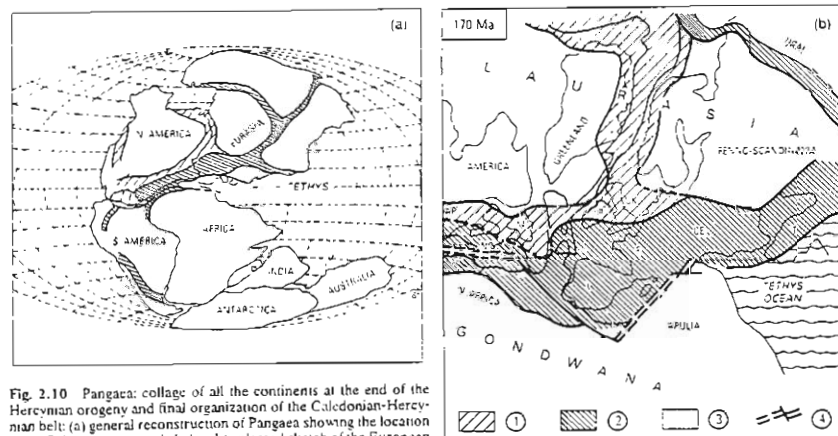 (a)
N. AMERICA
EURASIA
TETHYS
S. AMERICA
AFRICA
INDIA
AUSTRALIA
ANTARCTICA
170 Ma
(b)
L A U
A S I A
URAL
GREENLAND
AMERICA
FENNO-SCANDINAVIA
N AFRICA
APULIA
TETHYS
OCEAN
G O N D W A N A
1
2
3
4
Fig. 2.10 Pangaea: collage of all the continents at the end of the
Hercynian orogeny and final organization of the Caledonian-Hercy-
nian belt: (a) general reconstruction of Pangaea showing the location